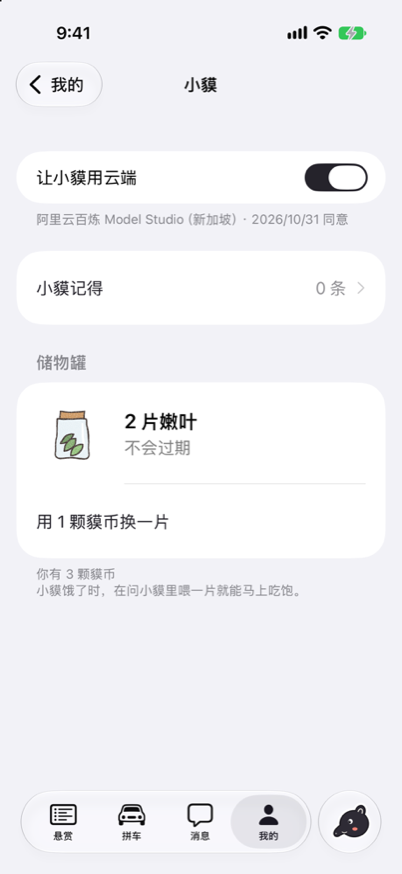 9:41
我的
小貘
让小貘用云端
阿里云百炼 Model Studio (新加坡) · 2026/10/31 同意
小貘记得
0 条
储物罐
2 片嫩叶
不会过期
用 1 颗貘币换一片
你有 3 颗貘币
小貘饿了时，在问小貘里喂一片就能马上吃饱。
悬赏
拼车
消息
我的